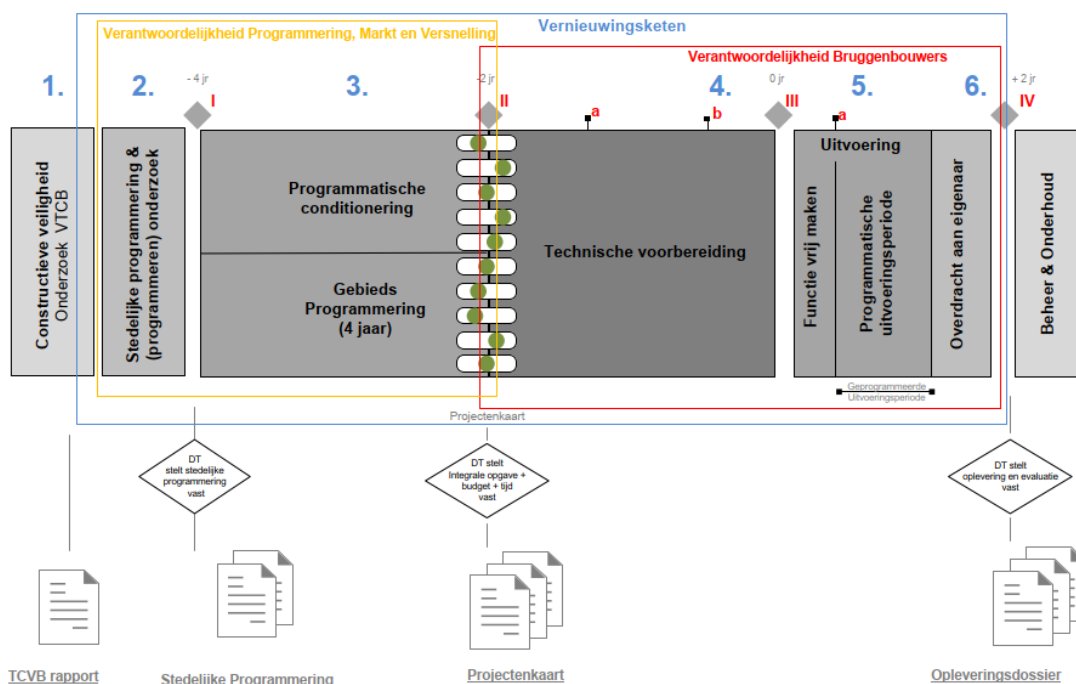 Vernieuwingsketen
Verantwoordelijkheid Programmering, Markt en Versnelling
Verantwoordelijkheid Bruggenbouwers
1.
2.
- 4 jr
I
3.
-2 jr
II
a
b
4.
0 jr
III
5.
a
6.
+ 2 jr
IV
Constructieve veiligheid
Onderzoek VTCB
Stedelijke programmering &
(programmeren) onderzoek
Programmatische
conditionering
Gebieds
Programmering
(4 jaar)
Technische voorbereiding
Uitvoering
Functie vrij maken
Programmatische
uitvoeringsperiode
Overdracht aan eigenaar
Beheer & Onderhoud
Geprogrammeerde
Uitvoeringsperiode
Projectenkaart
DT
stelt stedelijke
programmering
vast
DT stelt
Integrale opgave +
budget + tijd
vast
DT stelt
oplevering en evaluatie
vast
TCVB rapport
Stedelijke Programmering
Projectenkaart
Opleveringsdossier